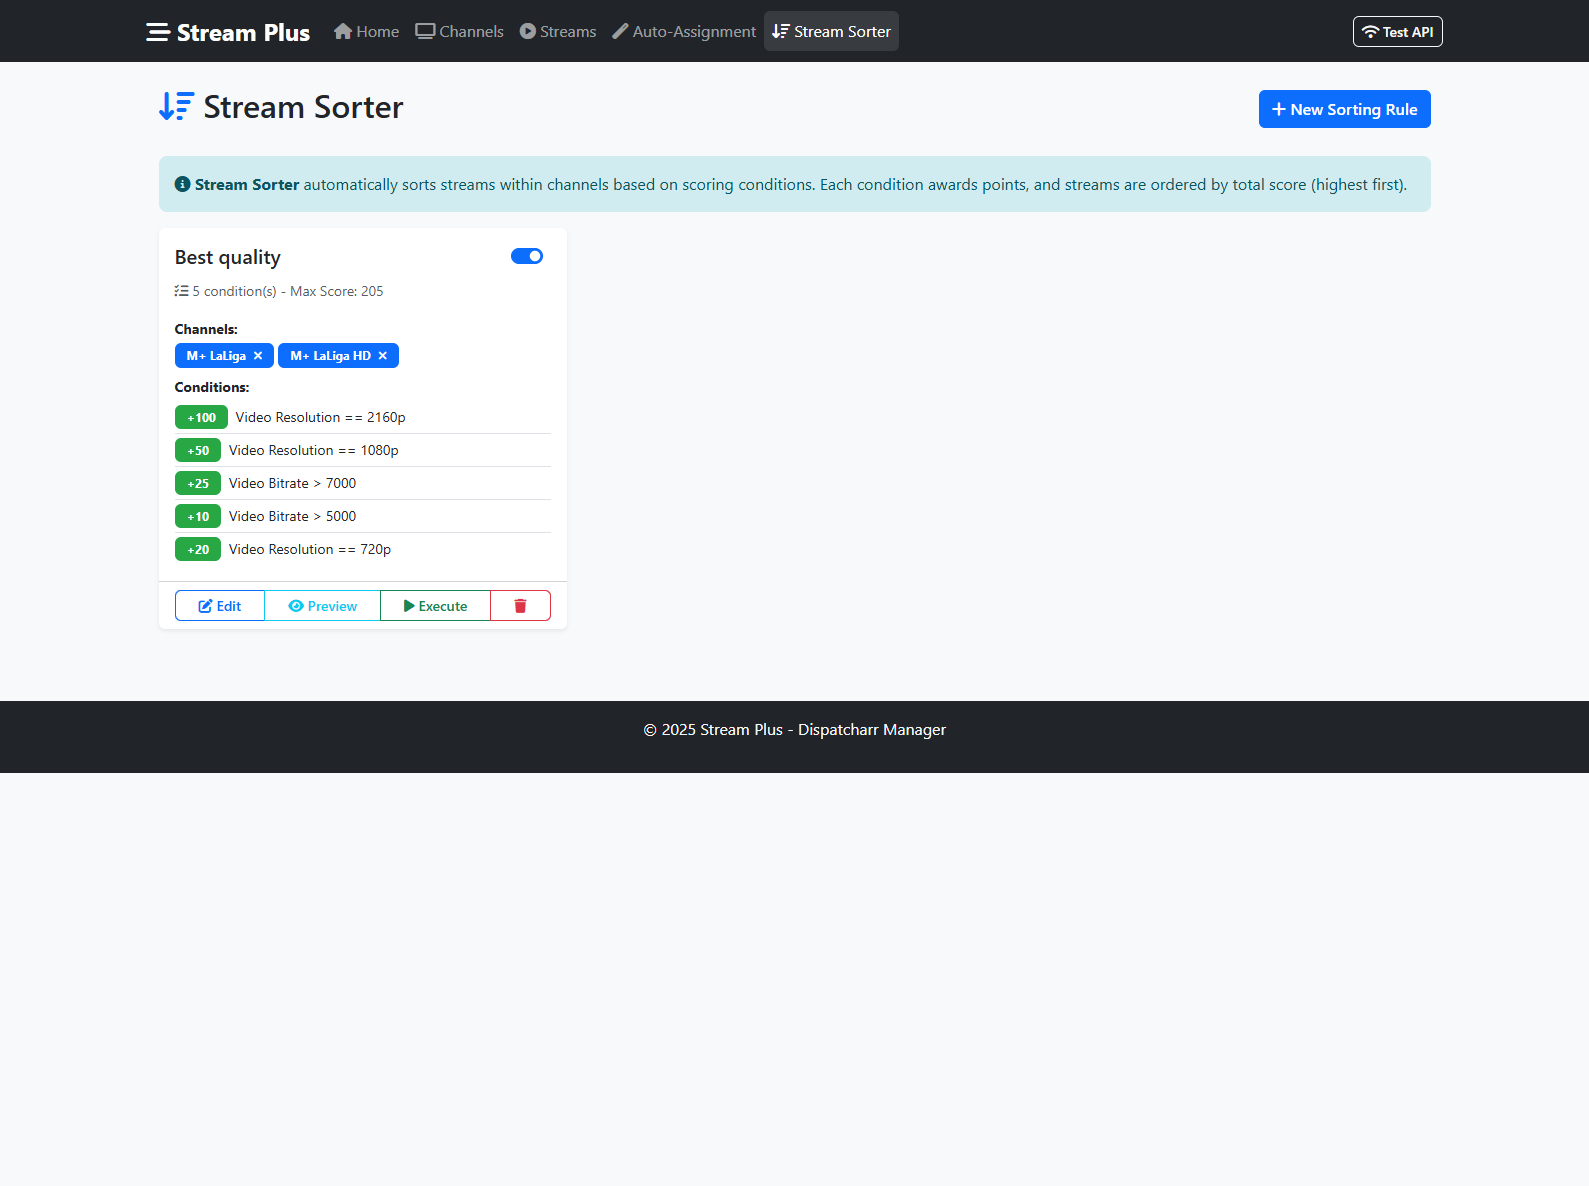 Stream Plus Home Channels Streams Auto-Assignment Stream Sorter Test API
Stream Sorter
New Sorting Rule
Stream Sorter automatically sorts streams within channels based on scoring conditions. Each condition awards points, and streams are ordered by total score (highest first).
Best quality
5 condition(s) - Max Score: 205
Channels:
M+ LaLiga × M+ LaLiga HD ×
Conditions:
+100 Video Resolution == 2160p
+50 Video Resolution == 1080p
+25 Video Bitrate > 7000
+10 Video Bitrate > 5000
+20 Video Resolution == 720p
Edit Preview Execute
© 2025 Stream Plus - Dispatcharr Manager